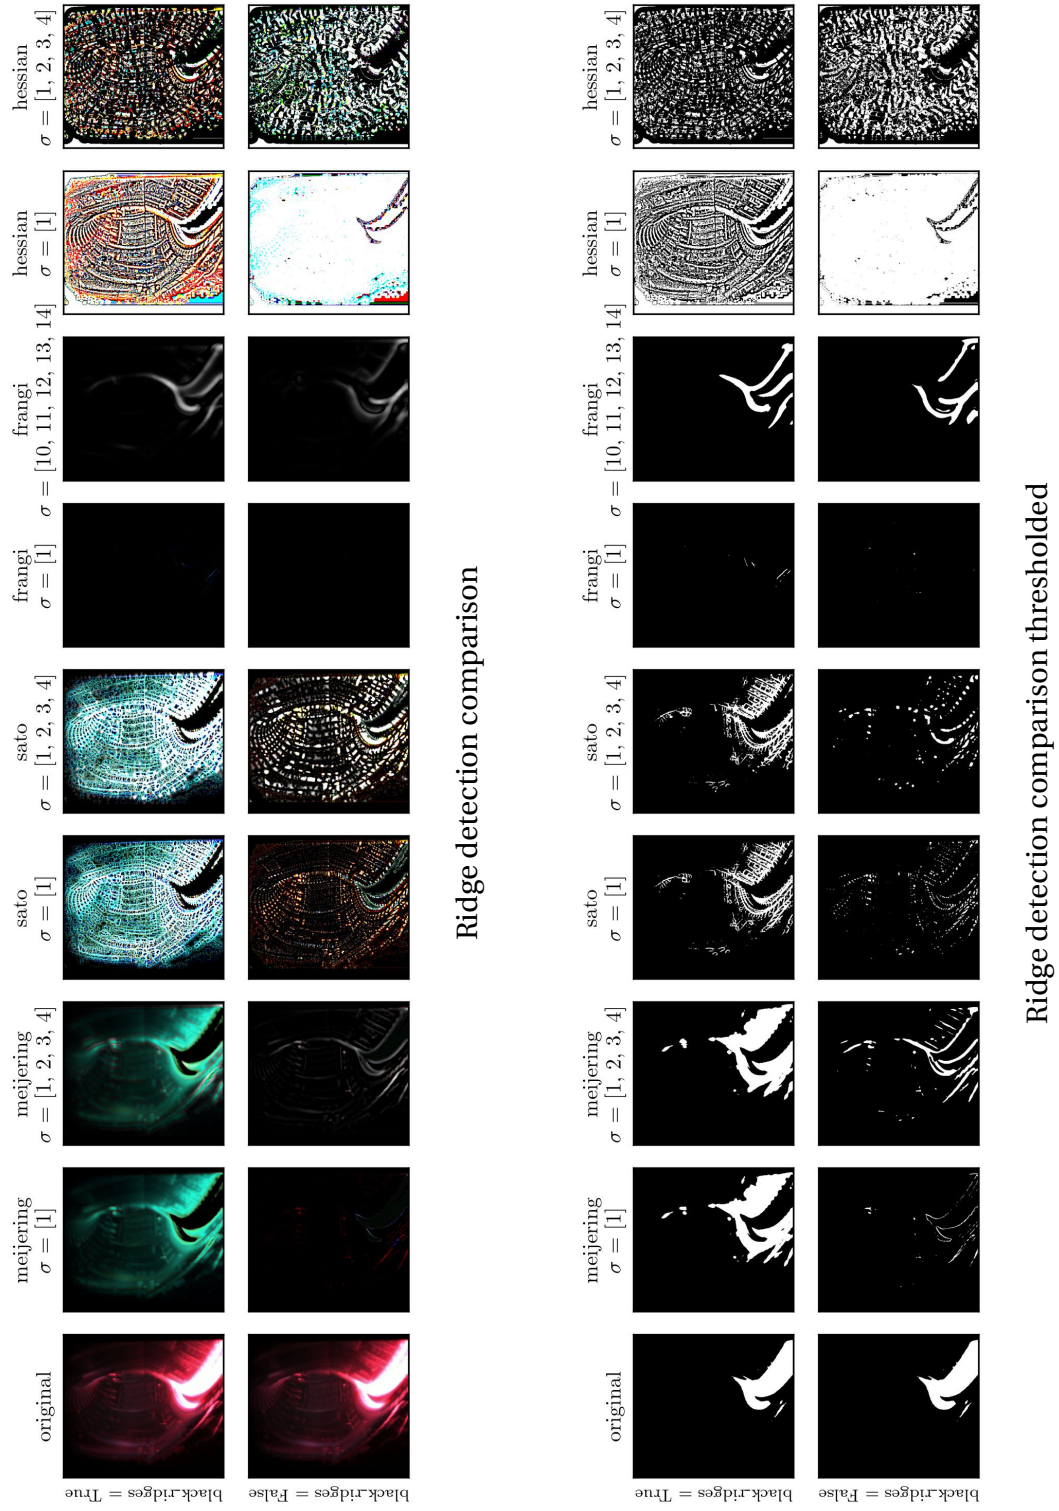 original
meijering
σ = [1]
meijering
σ = [1, 2, 3, 4]
sato
σ = [1]
sato
σ = [1, 2, 3, 4]
frangi
σ = [1]
frangi
σ = [10, 11, 12, 13, 14]
hessian
σ = [1]
hessian
σ = [1, 2, 3, 4]
black_ridges = True
black_ridges = False
Ridge detection comparison
original
meijering
σ = [1]
meijering
σ = [1, 2, 3, 4]
sato
σ = [1]
sato
σ = [1, 2, 3, 4]
frangi
σ = [1]
frangi
σ = [10, 11, 12, 13, 14]
hessian
σ = [1]
hessian
σ = [1, 2, 3, 4]
black_ridges = True
black_ridges = False
Ridge detection comparison thresholded